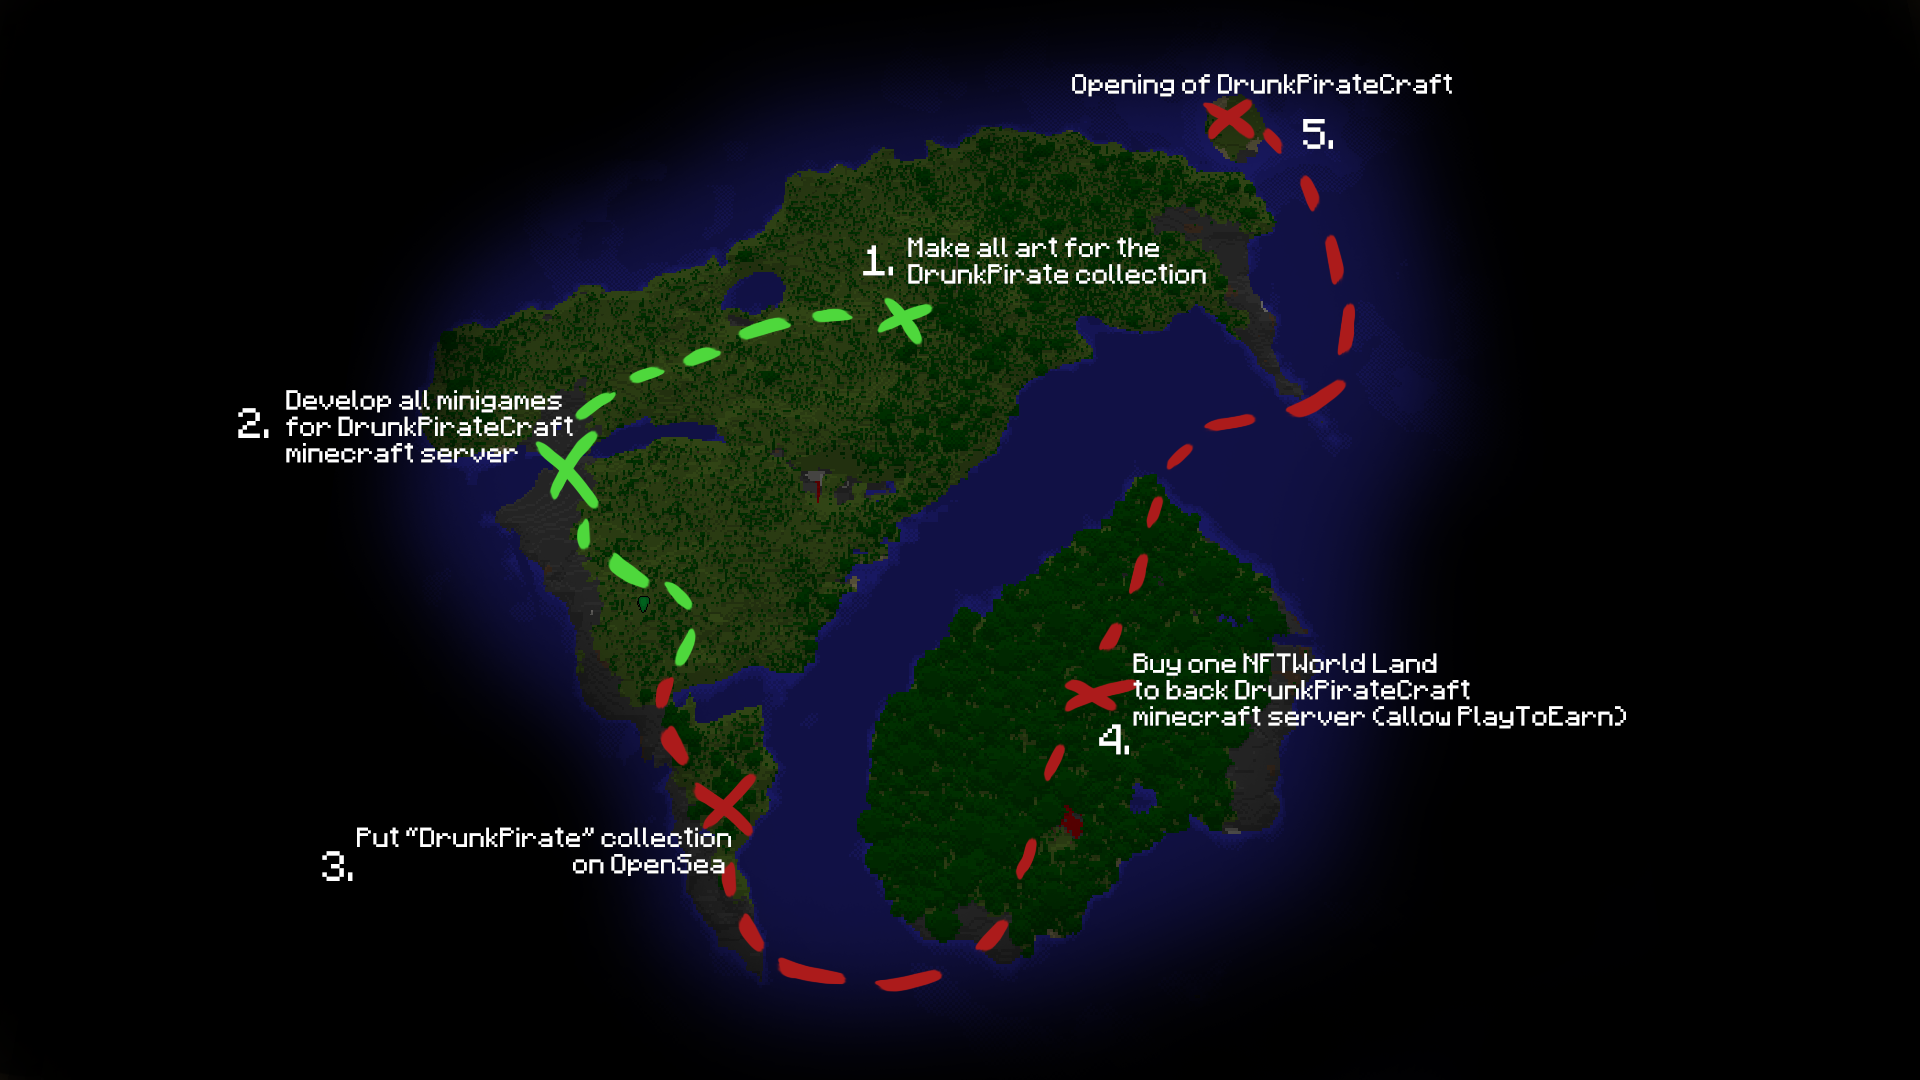 Opening of DrunkPirateCraft
5.
1. Make all art for the
DrunkPirate collection
2. Develop all minigames
for DrunkPirateCraft
minecraft server
Buy one NFTWorld Land
to back DrunkPirateCraft
minecraft server (allow PlayToEarn)
4.
Put "DrunkPirate" collection
3. on OpenSea